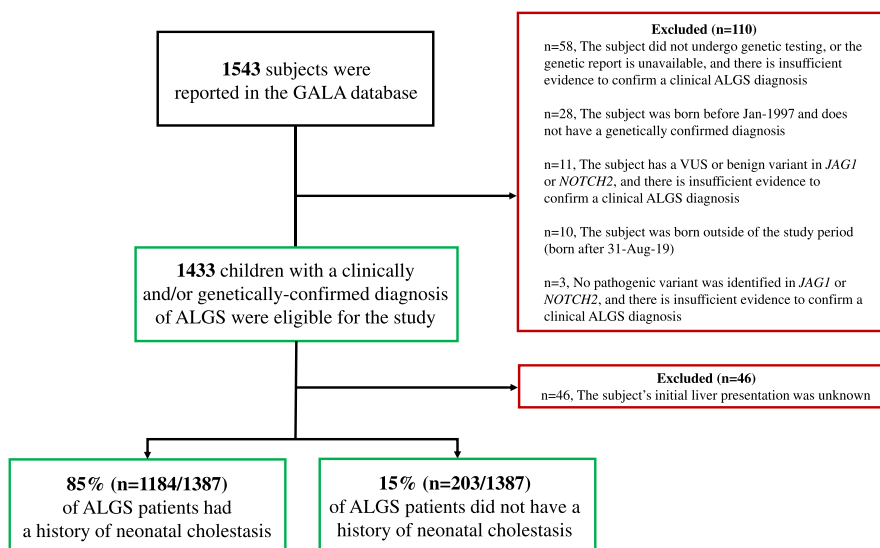 1543 subjects were
reported in the GALA database
Excluded (n=110)
n=58, The subject did not undergo genetic testing, or the
genetic report is unavailable, and there is insufficient
evidence to confirm a clinical ALGS diagnosis
n=28, The subject was born before Jan-1997 and does
not have a genetically confirmed diagnosis
n=11, The subject has a VUS or benign variant in JAG1
or NOTCH2, and there is insufficient evidence to
confirm a clinical ALGS diagnosis
n=10, The subject was born outside of the study period
(born after 31-Aug-19)
n=3, No pathogenic variant was identified in JAG1 or
NOTCH2, and there is insufficient evidence to confirm a
clinical ALGS diagnosis
1433 children with a clinically
and/or genetically-confirmed diagnosis
of ALGS were eligible for the study
Excluded (n=46)
n=46, The subject’s initial liver presentation was unknown
85% (n=1184/1387)
of ALGS patients had
a history of neonatal cholestasis
15% (n=203/1387)
of ALGS patients did not have a
history of neonatal cholestasis